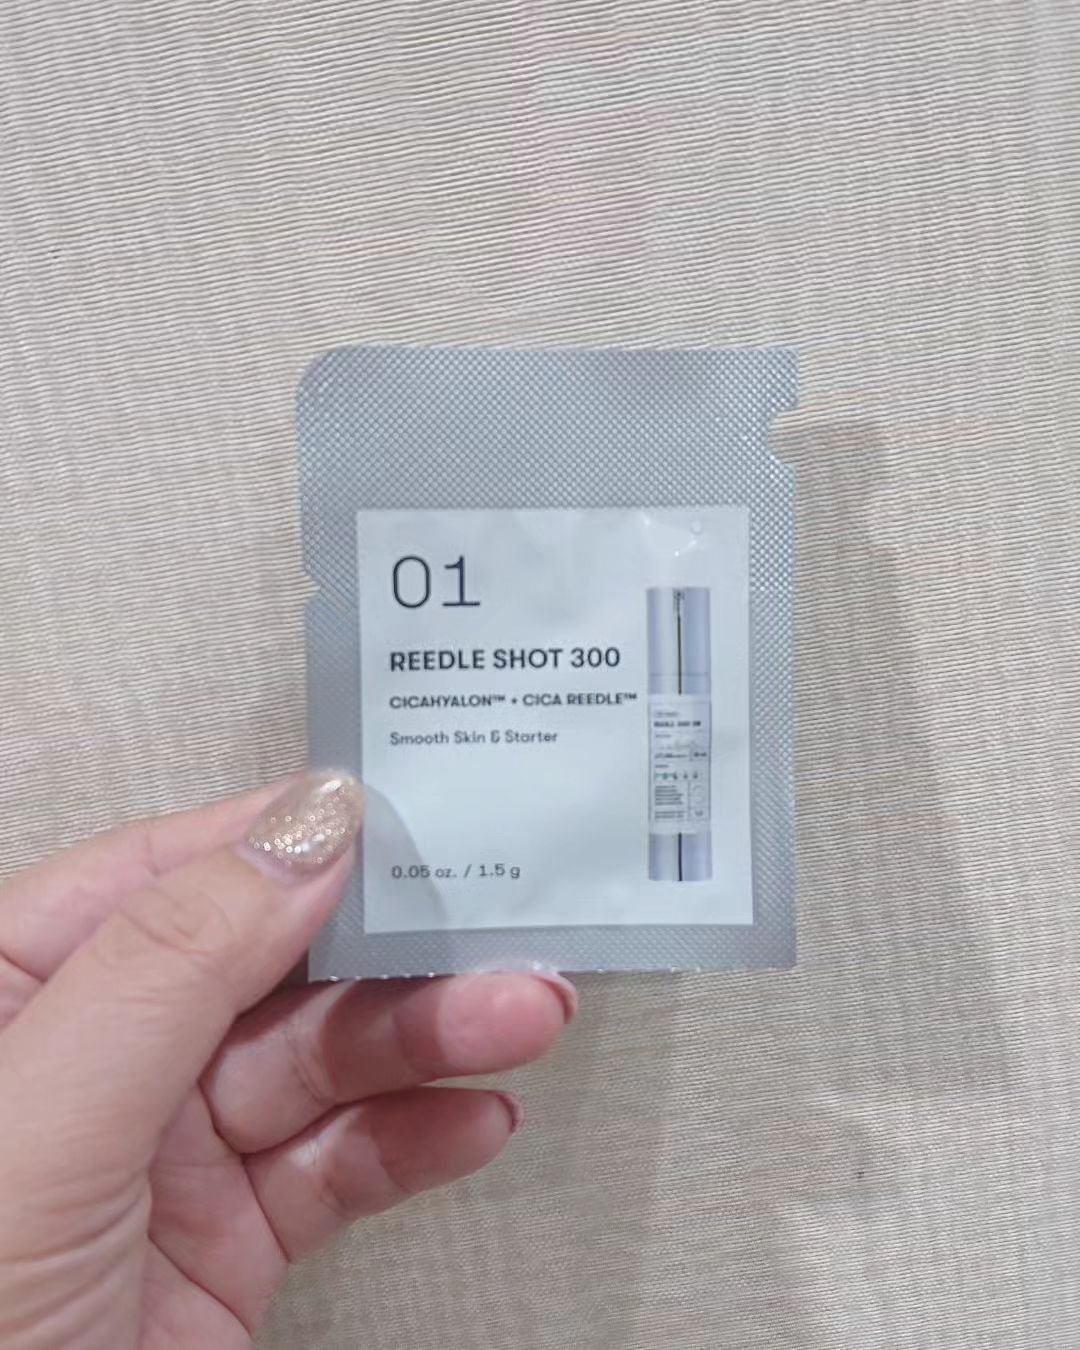 01
REEDLE SHOT 300
CICAHYALON™ + CICA REEDLE™
Smooth Skin & Starter
0.05 oz. / 1.5 g